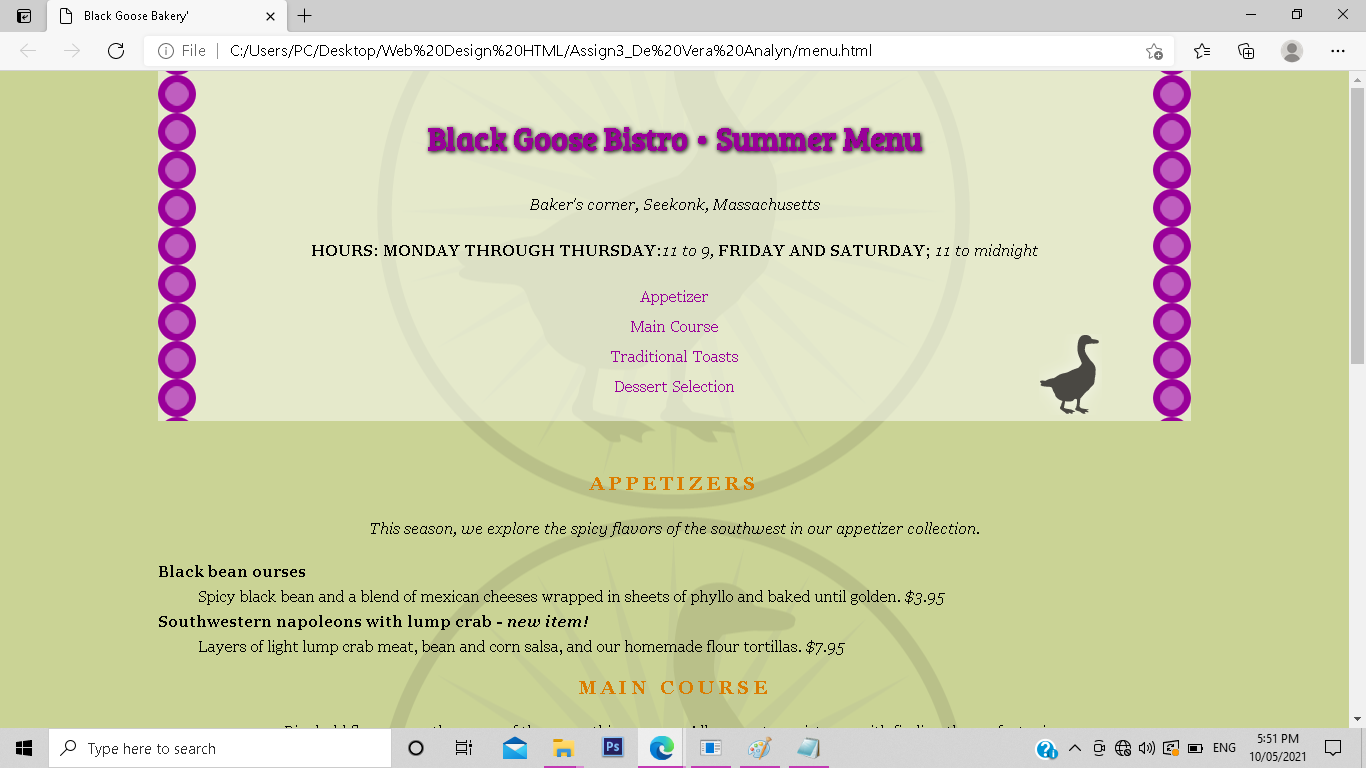 Black Goose Bakery'
File | C:/Users/PC/Desktop/Web%20Design%20HTML/Assign3_De%20Vera%20Analyn/menu.html
Black Goose Bistro • Summer Menu
Baker's corner, Seekonk, Massachusetts
HOURS: MONDAY THROUGH THURSDAY:11 to 9, FRIDAY AND SATURDAY; 11 to midnight
Appetizer
Main Course
Traditional Toasts
Dessert Selection
APPETIZERS
This season, we explore the spicy flavors of the southwest in our appetizer collection.
Black bean ourses
Spicy black bean and a blend of mexican cheeses wrapped in sheets of phyllo and baked until golden. $3.95
Southwestern napoleons with lump crab - new item!
Layers of light lump crab meat, bean and corn salsa, and our homemade flour tortillas. $7.95
MAIN COURSE
Type here to search
Ps
ENG
5:51 PM
10/05/2021